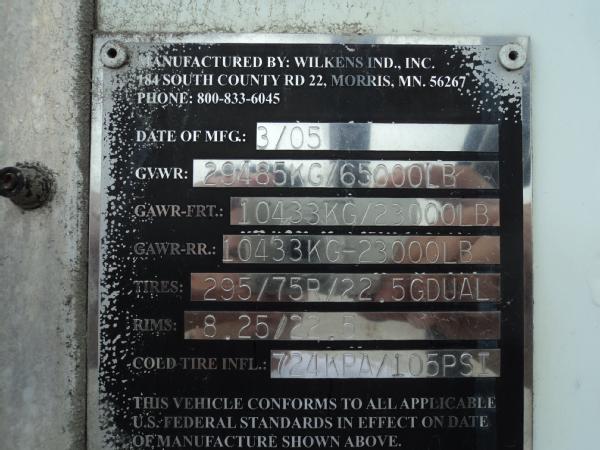 MANUFACTURED BY: WILKENS IND., INC.
184 SOUTH COUNTY RD 22, MORRIS, MN. 56267
PHONE: 800-833-6045
DATE OF MFG.: 3/05
GVWR: 29485KG/65000LB
GAWR-FRT.: 10433KG/23000LB
GAWR-RR.: 10433KG-23000LB
TIRES: 295/75R/22.5GDUAL
RIMS: 8.25/22.5
COLD TIRE INFL.: 724KPA/105PSI
THIS VEHICLE CONFORMS TO ALL APPLICABLE
U.S. FEDERAL STANDARDS IN EFFECT ON DATE
OF MANUFACTURE SHOWN ABOVE.